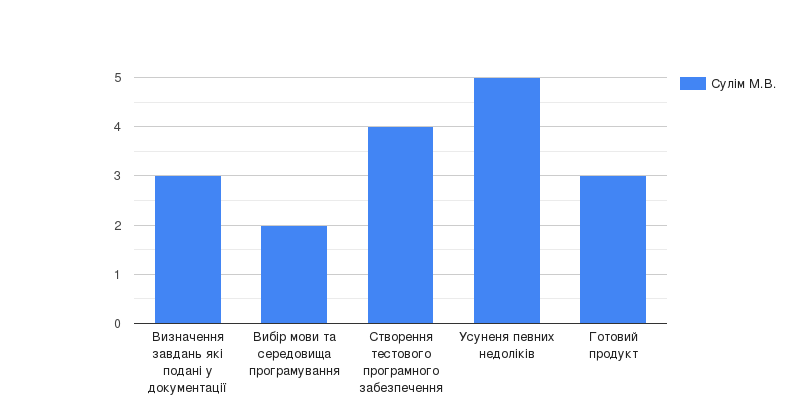 5
4
3
2
1
0
Сулім М.В.
Визначення
завдань які
подані у
документації
Вибір мови та
середовища
програмування
Створення
тестового
програмного
забезпечення
Усуненя певних
недоліків
Готовий
продукт